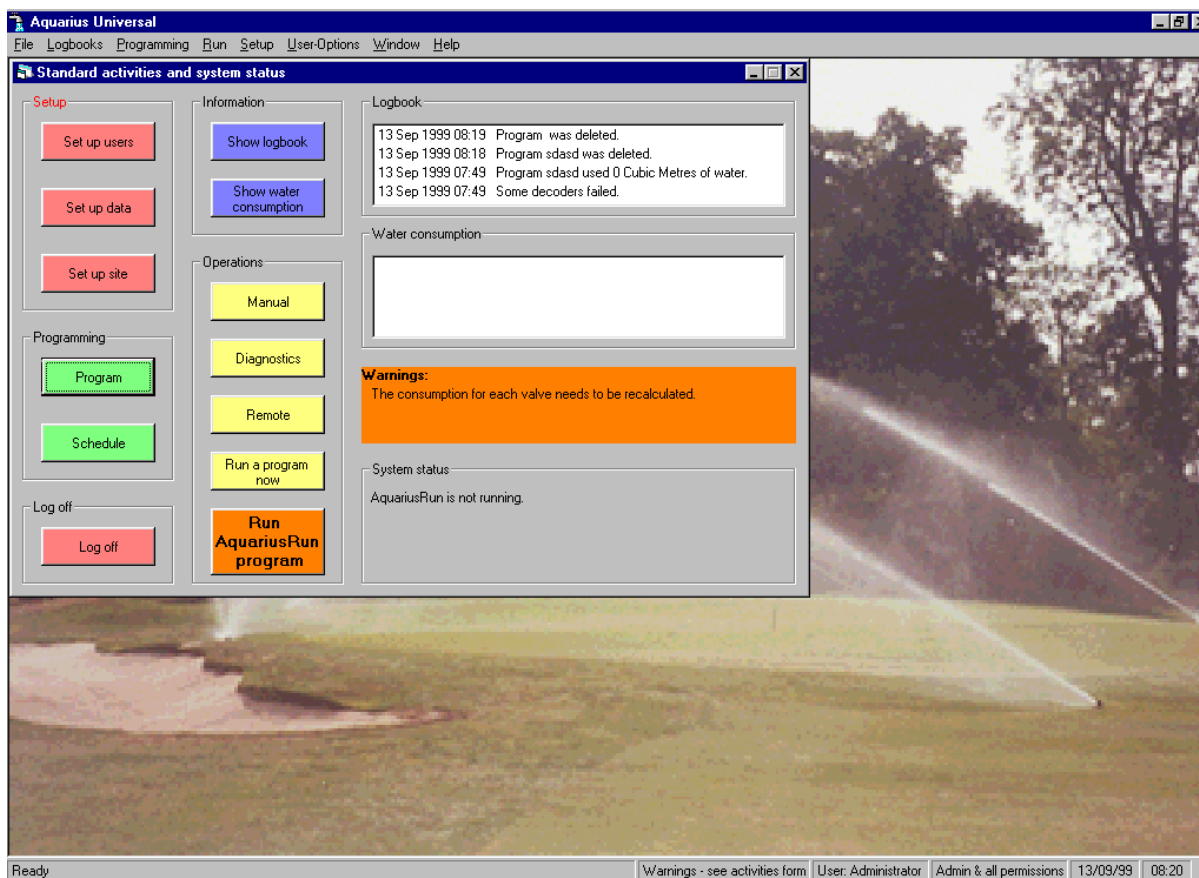 Aquarius Universal
File Logbooks Programming Run Setup User-Options Window Help
Standard activities and system status
Setup
Set up users
Set up data
Set up site
Programming
Program
Schedule
Log off
Log off
Information
Show logbook
Show water
consumption
Operations
Manual
Diagnostics
Remote
Run a program
now
Run
AquariusRun
program
Logbook
13 Sep 1999 08:19 Program was deleted.
13 Sep 1999 08:18 Program sdasd was deleted.
13 Sep 1999 07:49 Program sdasd used 0 Cubic Metres of water.
13 Sep 1999 07:49 Some decoders failed.
Water consumption
Warnings:
The consumption for each valve needs to be recalculated.
System status
AquariusRun is not running.
Ready
Warnings - see activities form
User: Administrator
Admin & all permissions
13/09/99
08:20